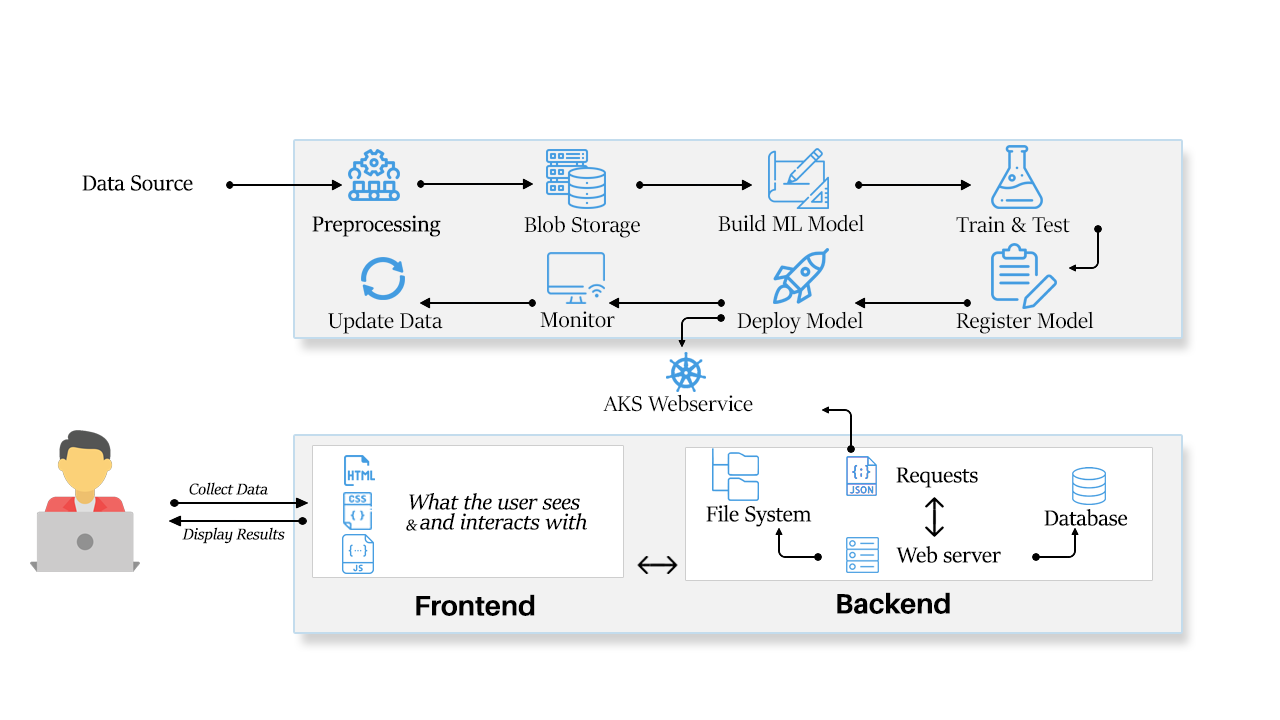 Data Source
Preprocessing
Blob Storage
Build ML Model
Train & Test
Update Data
Monitor
Deploy Model
Register Model
AKS Webservice
Collect Data
Display Results
HTML
CSS
{ }
{...}
JS
What the user sees
& and interacts with
Frontend
File System
{;}
JSON
Requests
Web server
Database
Backend